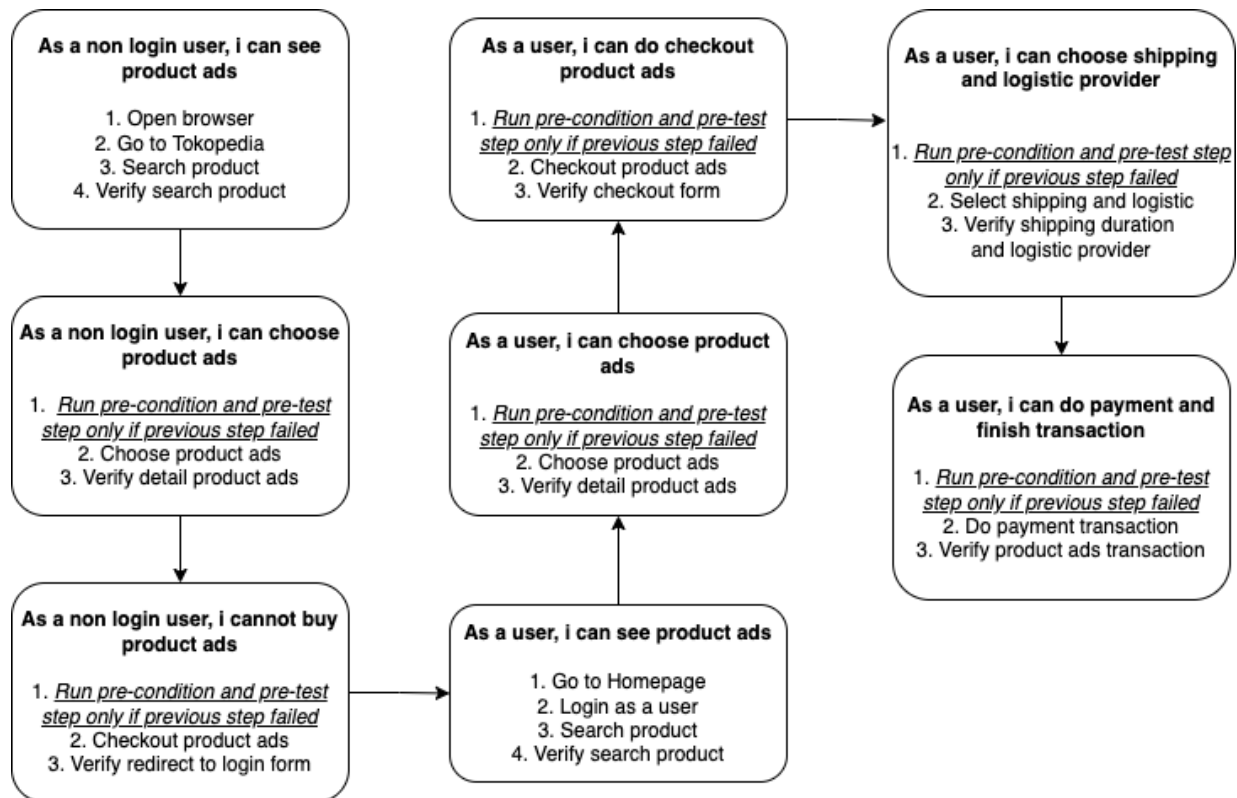 As a non login user, i can see
product ads
1. Open browser
2. Go to Tokopedia
3. Search product
4. Verify search product
As a non login user, i can choose
product ads
1. Run pre-condition and pre-test
step only if previous step failed
2. Choose product ads
3. Verify detail product ads
As a non login user, i cannot buy
product ads
1. Run pre-condition and pre-test
step only if previous step failed
2. Checkout product ads
3. Verify redirect to login form
As a user, i can see product ads
1. Go to Homepage
2. Login as a user
3. Search product
4. Verify search product
As a user, i can choose product
ads
1. Run pre-condition and pre-test
step only if previous step failed
2. Choose product ads
3. Verify detail product ads
As a user, i can do checkout
product ads
1. Run pre-condition and pre-test
step only if previous step failed
2. Checkout product ads
3. Verify checkout form
As a user, i can choose shipping
and logistic provider
1. Run pre-condition and pre-test step
only if previous step failed
2. Select shipping and logistic
3. Verify shipping duration
and logistic provider
As a user, i can do payment and
finish transaction
1. Run pre-condition and pre-test
step only if previous step failed
2. Do payment transaction
3. Verify product ads transaction